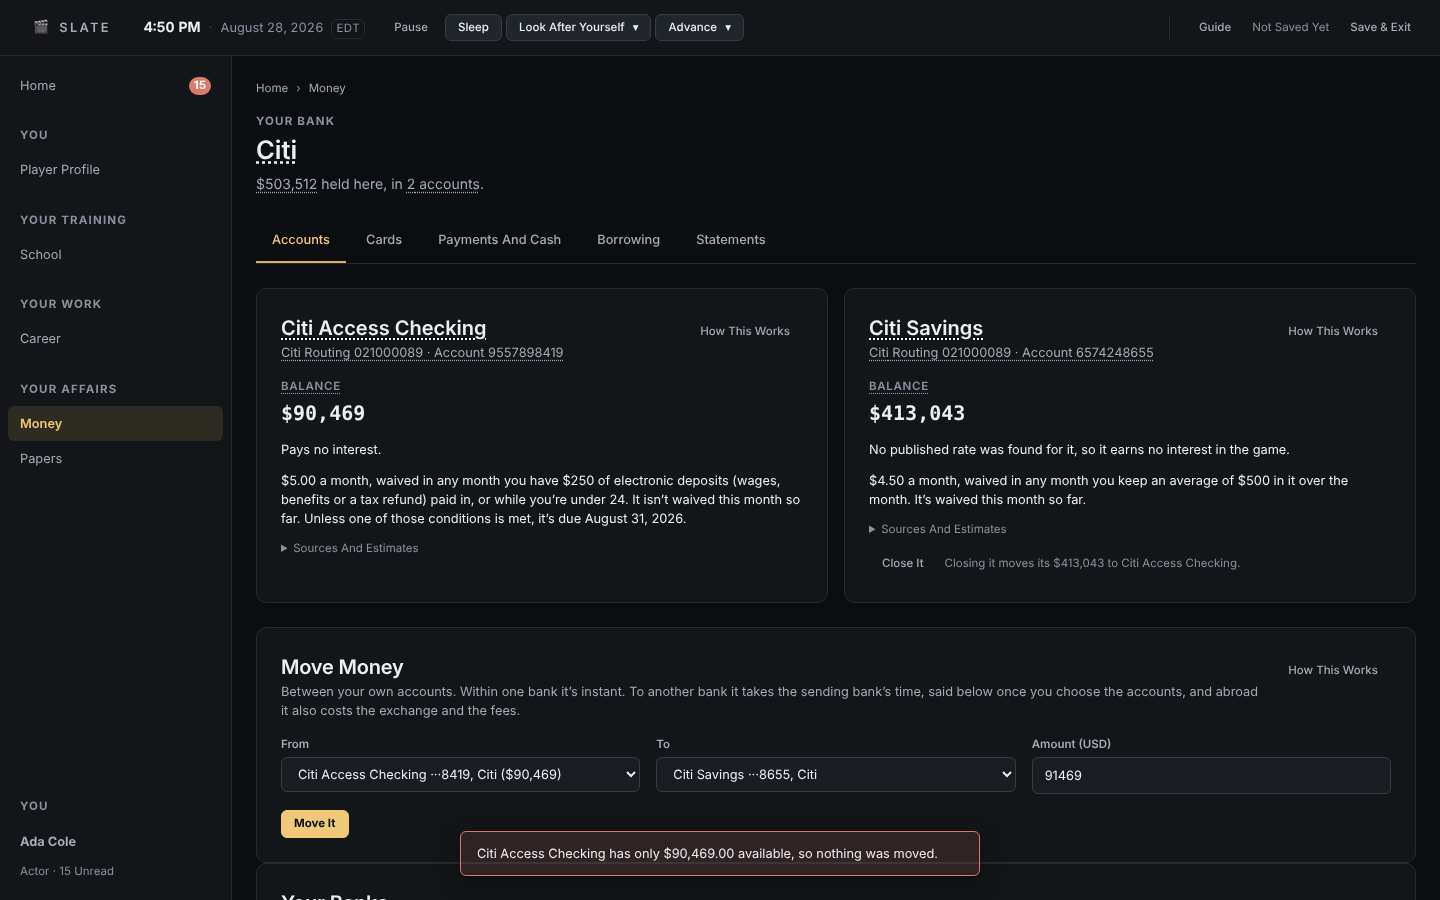 SLATE
4:50 PM · August 28, 2026 EDT
Pause
Sleep
Look After Yourself ▾
Advance ▾
Guide
Not Saved Yet
Save & Exit
Home
15
YOU
Player Profile
YOUR TRAINING
School
YOUR WORK
Career
YOUR AFFAIRS
Money
Papers
YOU
Ada Cole
Actor · 15 Unread
Home › Money
YOUR BANK
Citi
$503,512 held here, in 2 accounts.
Accounts
Cards
Payments And Cash
Borrowing
Statements
Citi Access Checking
How This Works
Citi Routing 021000089 · Account 9557898419
BALANCE
$90,469
Pays no interest.
$5.00 a month, waived in any month you have $250 of electronic deposits (wages,
benefits or a tax refund) paid in, or while you’re under 24. It isn’t waived this month so
far. Unless one of those conditions is met, it’s due August 31, 2026.
Sources And Estimates
Citi Savings
How This Works
Citi Routing 021000089 · Account 6574248655
BALANCE
$413,043
No published rate was found for it, so it earns no interest in the game.
$4.50 a month, waived in any month you keep an average of $500 in it over the
month. It’s waived this month so far.
Sources And Estimates
Close It
Closing it moves its $413,043 to Citi Access Checking.
Move Money
How This Works
Between your own accounts. Within one bank it’s instant. To another bank it takes the sending bank’s time, said below once you choose the accounts, and abroad
it also costs the exchange and the fees.
From
To
Amount (USD)
Citi Access Checking ···8419, Citi ($90,469)
Citi Savings ···8655, Citi
91469
Move It
Citi Access Checking has only $90,469.00 available, so nothing was moved.
Your Banks